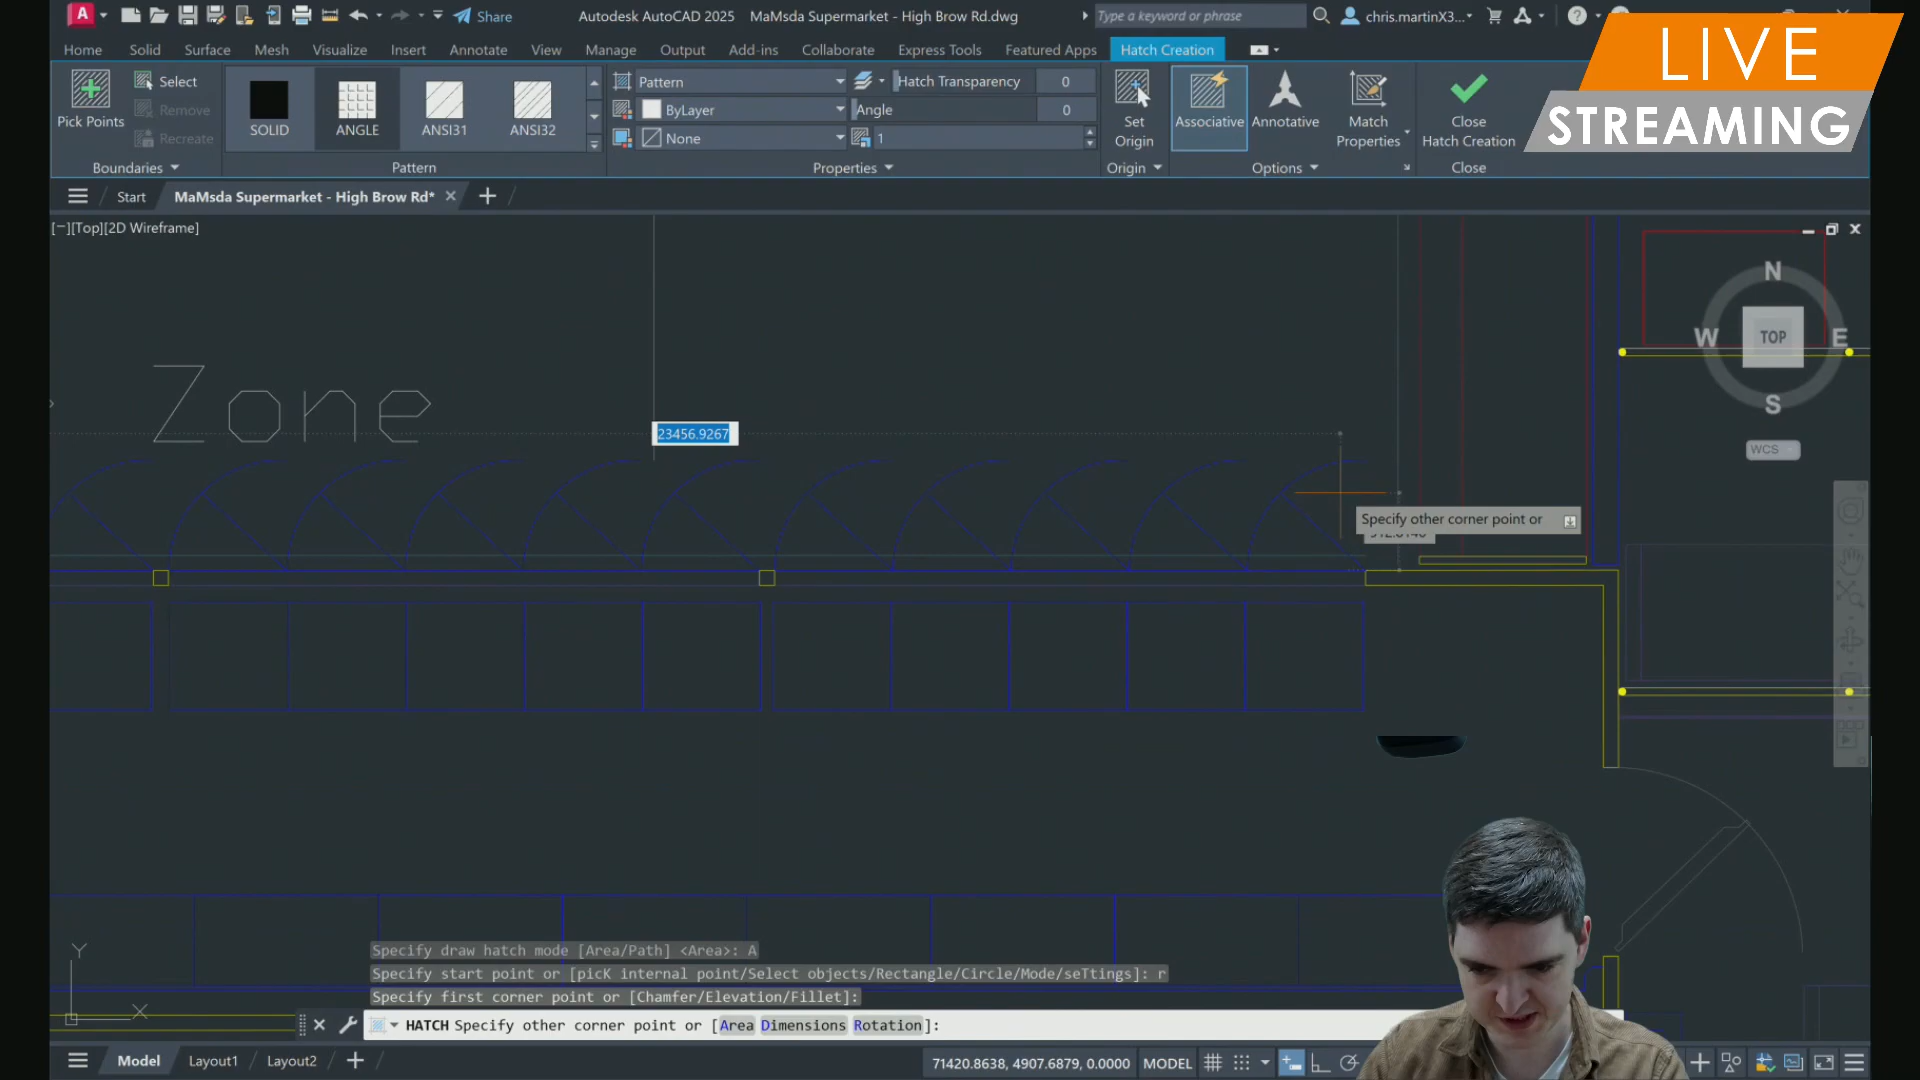 Share
Autodesk AutoCAD 2025 MaMsda Supermarket - High Brow Rd.dwg
Type a keyword or phrase
chris.martinX3...
LIVE
STREAMING
Home Solid Surface Mesh Visualize Insert Annotate View Manage Output Add-ins Collaborate Express Tools Featured Apps Hatch Creation
Pick Points
Select
Remove
Recreate
SOLID ANGLE ANSI31 ANSI32
Pattern
ByLayer
None
Hatch Transparency 0
Angle 0
1
Set
Origin
Associative Annotative
Match
Properties
Close
Hatch Creation
Boundaries Pattern Properties Origin Options Close
Start MaMsda Supermarket - High Brow Rd*
[−][Top][2D Wireframe]
N
W TOP E
S
WCS
Zone
23456.9267
Specify other corner point or
Specify draw hatch mode [Area/Path] <Area>: A
Specify start point or [picK internal point/Select objects/Rectangle/Circle/Mode/seTtings]: r
Specify first corner point or [Chamfer/Elevation/Fillet]:
HATCH Specify other corner point or [Area Dimensions Rotation]:
Y
X
Model Layout1 Layout2
71420.8638, 4907.6879, 0.0000 MODEL